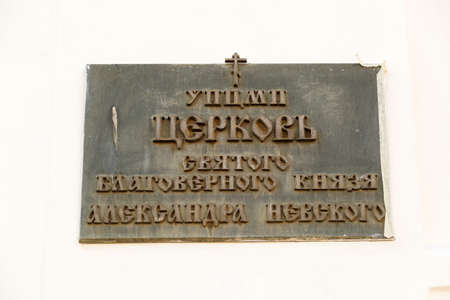 УПЦМП
ЦЕРКОВЬ
СВЯТОГО
БЛАГОВЕРНОГО КНЯЗЯ
АЛЕКСАНДРА НЕВСКОГО